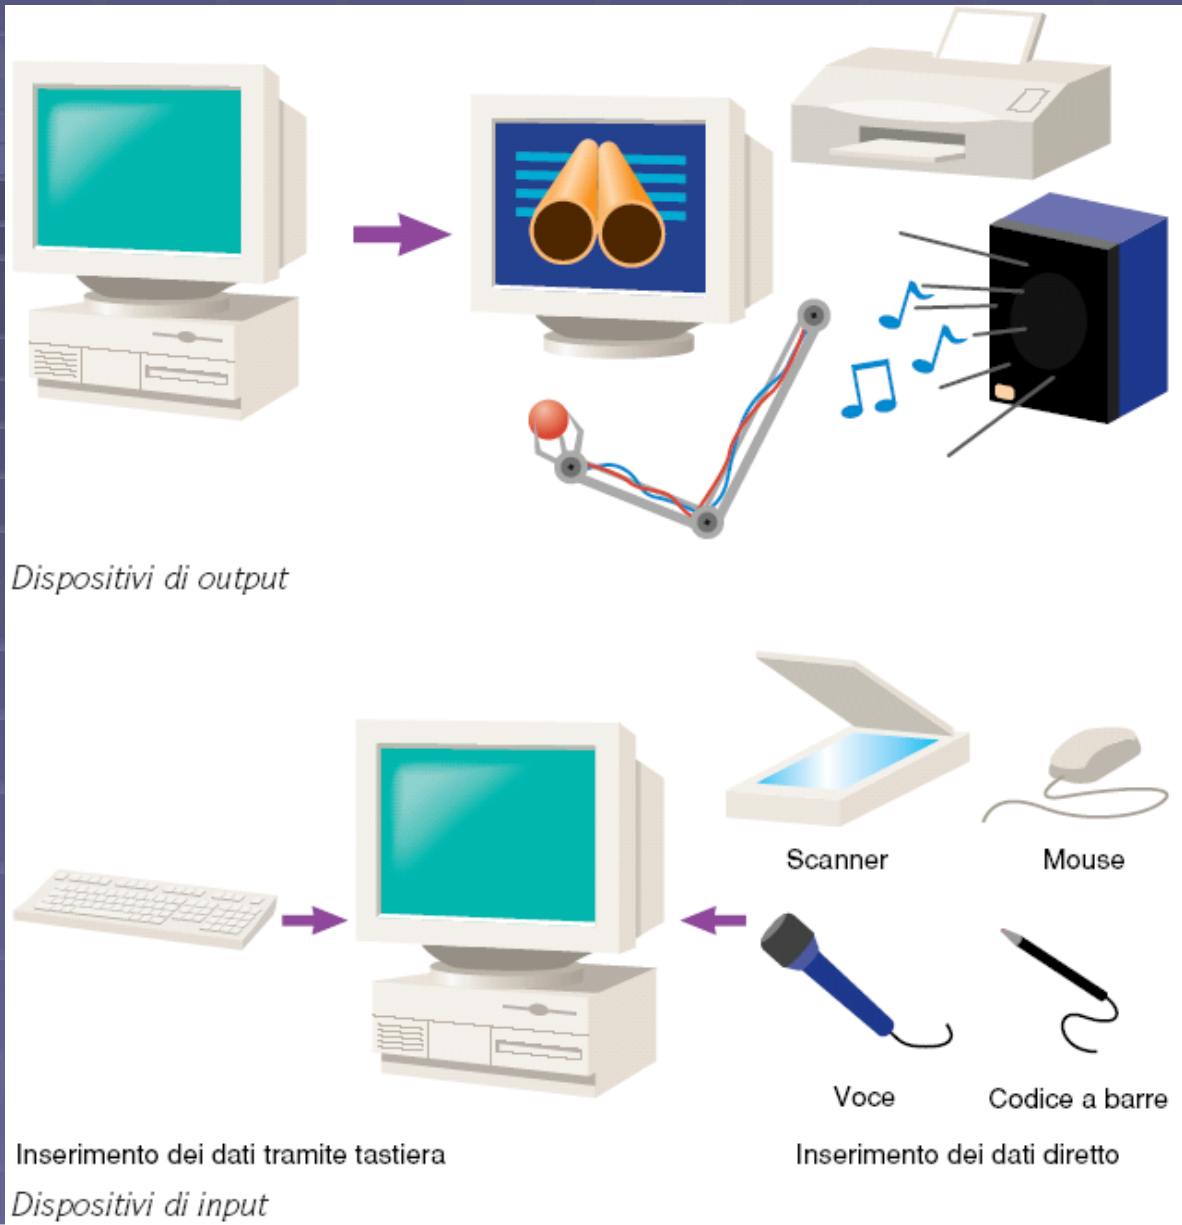 Dispositivi di output
Scanner
Mouse
Voce
Codice a barre
Inserimento dei dati tramite tastiera
Inserimento dei dati diretto
Dispositivi di input